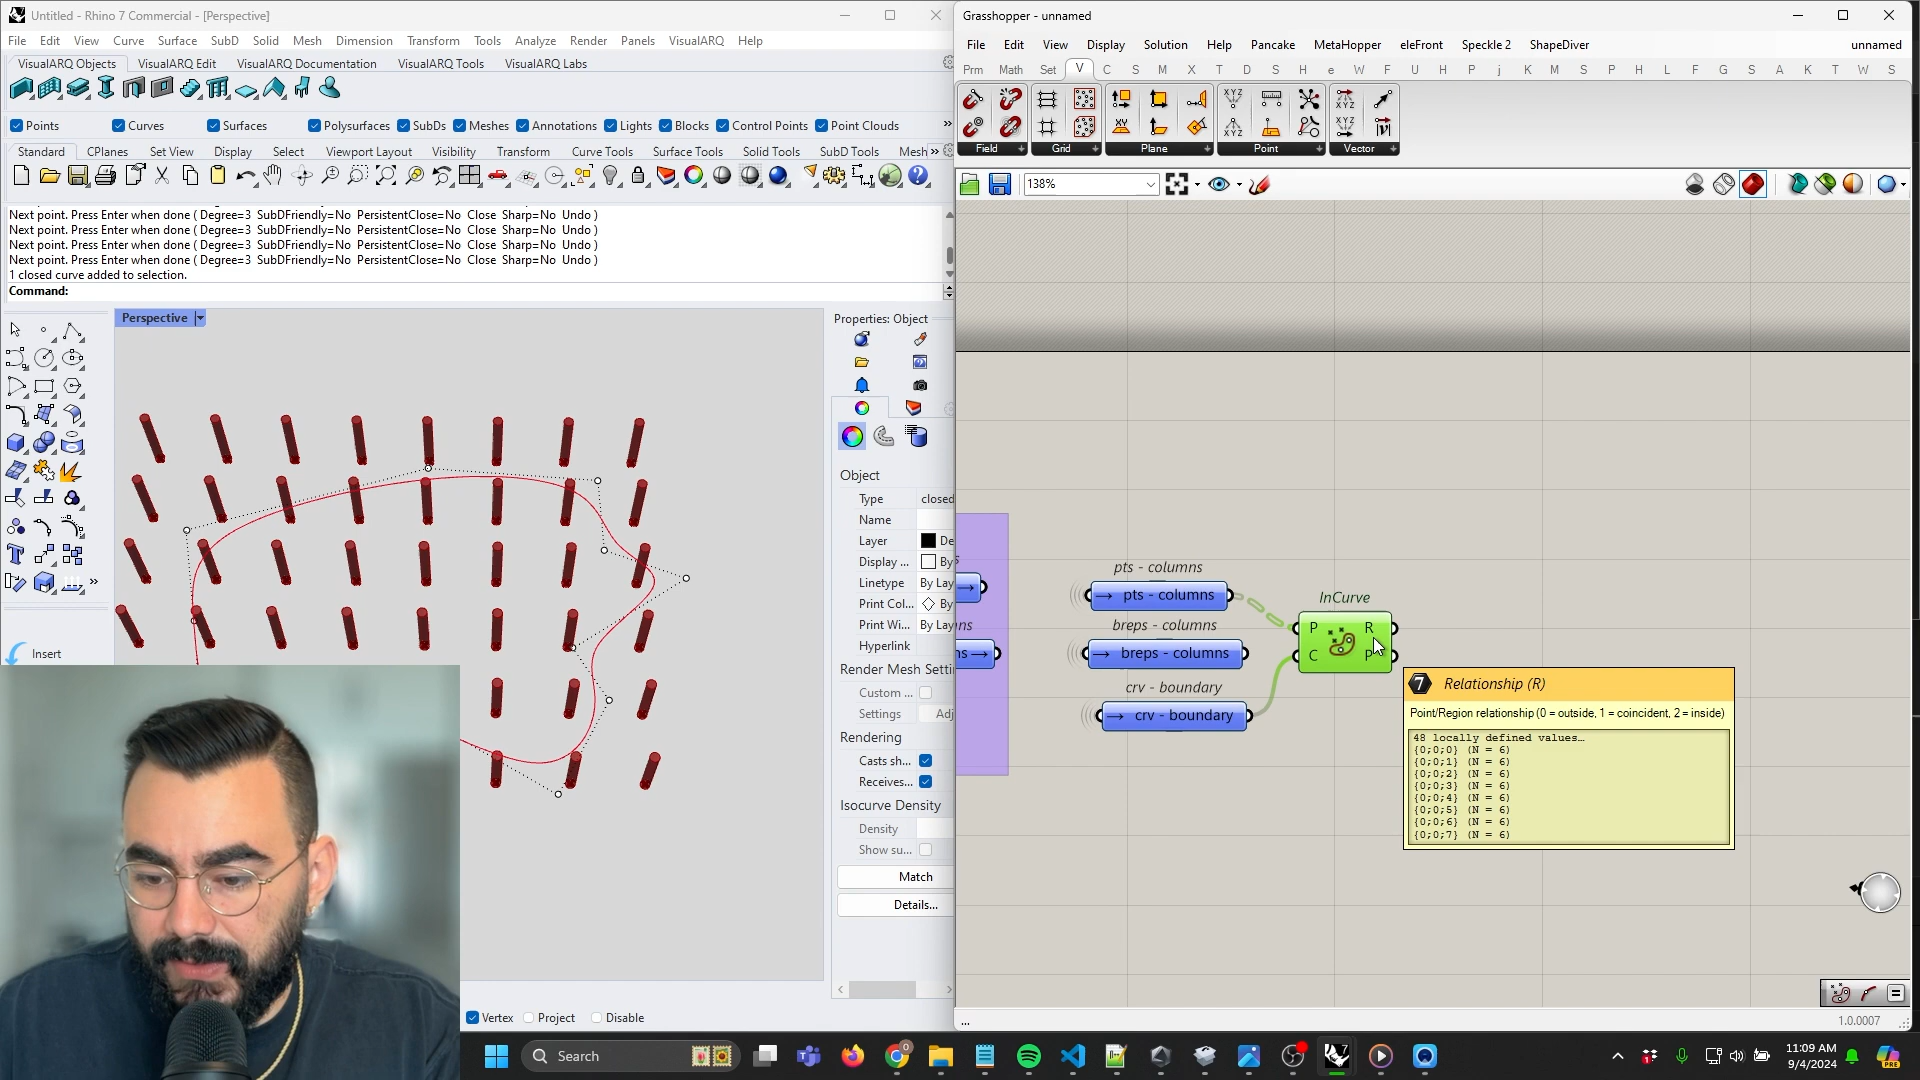 Untitled - Rhino 7 Commercial - [Perspective]
File Edit View Curve Surface SubD Solid Mesh Dimension Transform Tools Analyze Render Panels VisualARQ Help
VisualARQ Objects VisualARQ Edit VisualARQ Documentation VisualARQ Tools VisualARQ Labs
Points Curves Surfaces Polysurfaces SubDs Meshes Annotations Lights Blocks Control Points Point Clouds »
Standard CPlanes Set View Display Select Viewport Layout Visibility Transform Curve Tools Surface Tools Solid Tools SubD Tools Mesh »
Next point. Press Enter when done ( Degree=3 SubDFriendly=No PersistentClose=No Close Sharp=No Undo )
Next point. Press Enter when done ( Degree=3 SubDFriendly=No PersistentClose=No Close Sharp=No Undo )
Next point. Press Enter when done ( Degree=3 SubDFriendly=No PersistentClose=No Close Sharp=No Undo )
Next point. Press Enter when done ( Degree=3 SubDFriendly=No PersistentClose=No Close Sharp=No Undo )
1 closed curve added to selection.
Command:
Perspective
Insert
Properties: Object
Object
Type closed
Name
Layer De
Display ... By
Linetype By Lay
Print Col... By
Print Wi... By Lay
Hyperlink
Render Mesh Setting
Custom ...
Settings Adj
Rendering
Casts sh...
Receives...
Isocurve Density
Density
Show su...
Match
Details...
Vertex Project Disable
Grasshopper - unnamed
File Edit View Display Solution Help Pancake MetaHopper eleFront Speckle 2 ShapeDiver unnamed
Prm Math Set V C S M X T D S H e W F U H P j K M S P H L F G S A K T W S
Field Grid Plane Point Vector
138%
pts - columns
pts - columns
breps - columns
breps - columns
crv - boundary
crv - boundary
InCurve
P R
C P
Relationship (R)
Point/Region relationship (0 = outside, 1 = coincident, 2 = inside)
48 locally defined values...
{0;0;0} (N = 6)
{0;0;1} (N = 6)
{0;0;2} (N = 6)
{0;0;3} (N = 6)
{0;0;4} (N = 6)
{0;0;5} (N = 6)
{0;0;6} (N = 6)
{0;0;7} (N = 6)
...
1.0.0007
Search
11:09 AM
9/4/2024